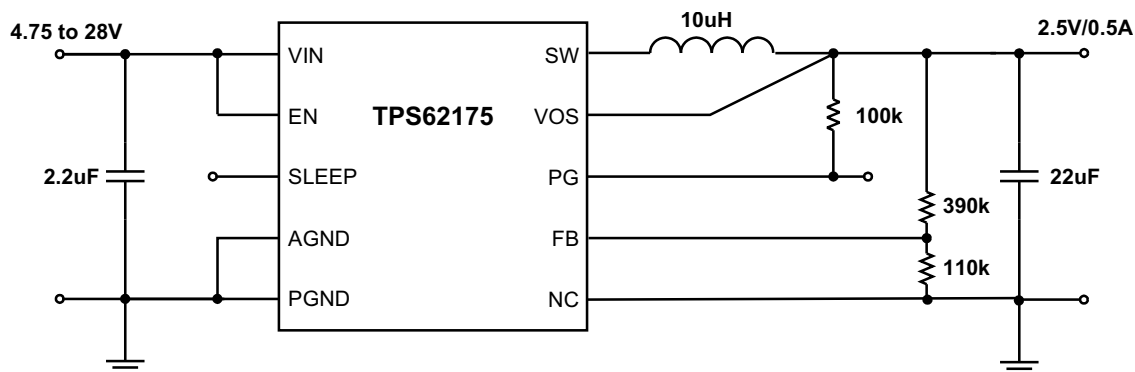 4.75 to 28V
10uH
2.5V/0.5A
VIN
SW
EN
TPS62175
VOS
100k
2.2uF
SLEEP
PG
22uF
390k
AGND
FB
110k
PGND
NC